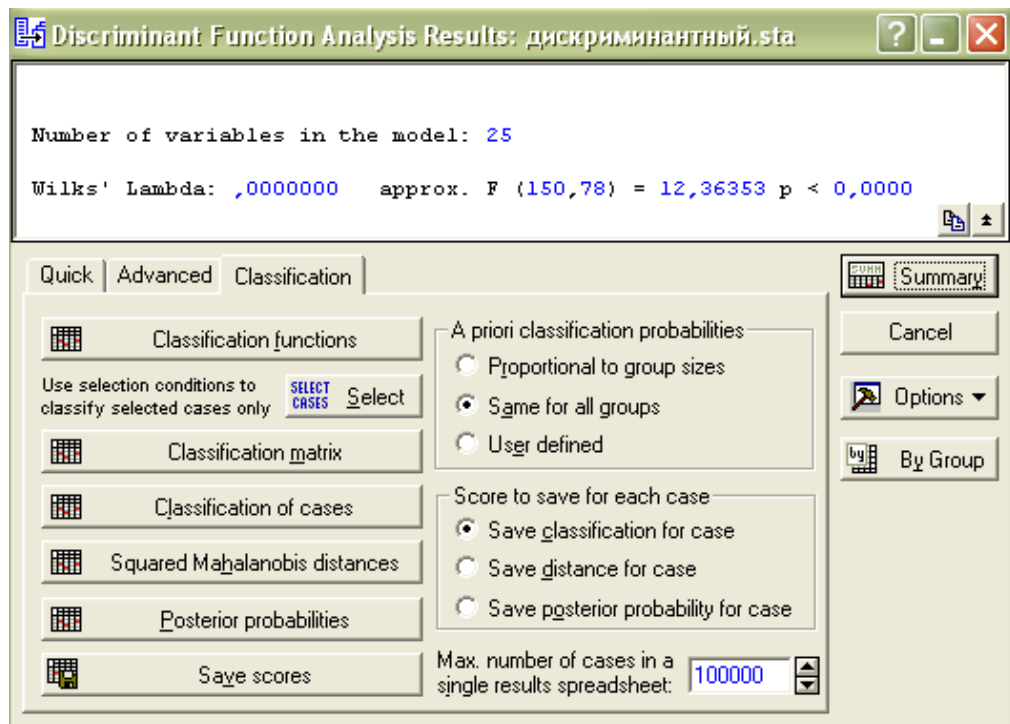 Discriminant Function Analysis Results: дискриминантный.sta
Number of variables in the model: 25
Wilks' Lambda: ,0000000 approx. F (150,78) = 12,36353 p < 0,0000
Quick Advanced Classification
Classification functions
Use selection conditions to
classify selected cases only
SELECT
CASES
Select
Classification matrix
Classification of cases
Squared Mahalanobis distances
Posterior probabilities
Save scores
A priori classification probabilities
Proportional to group sizes
Same for all groups
User defined
Score to save for each case
Save classification for case
Save distance for case
Save posterior probability for case
Max. number of cases in a
single results spreadsheet: 100000
SUMM
Summary
Cancel
Options
by
By Group